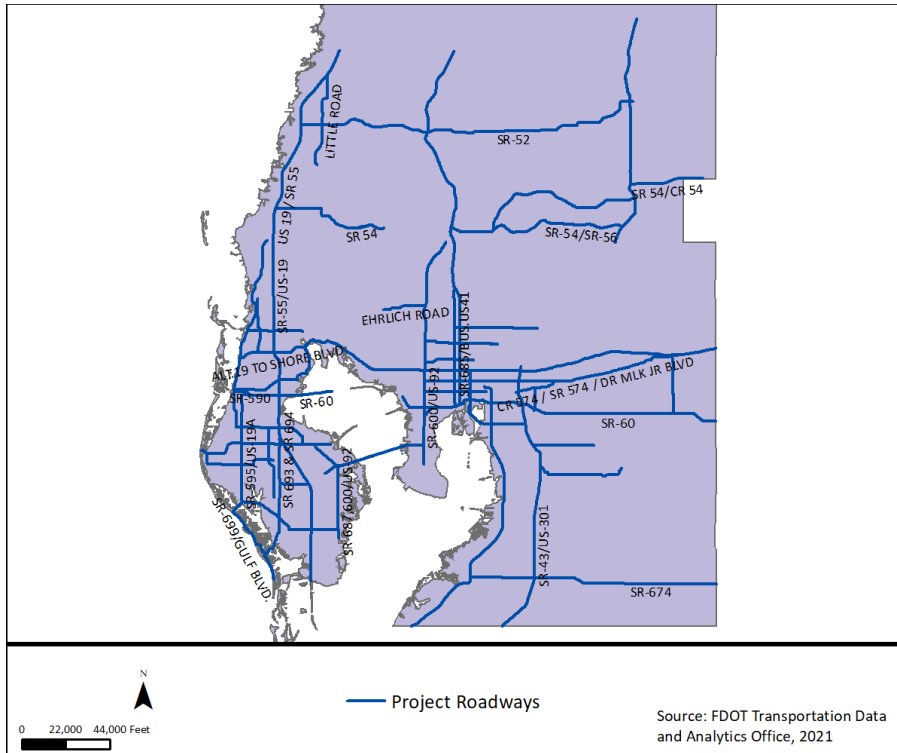 LITTLE ROAD
SR-52
SR 54/CR 54
US 19 / SR 55
SR 54
SR-54/SR-56
SR-55/US-19
EHRLICH ROAD
SR-685/BUS.US41
ALT.19 TO SHORE BLVD.
CR 574 / SR 574 / DR MLK JR BLVD
SR-590
SR-60
SR-600/US-92
SR-60
SR-595/US-19A
SR 693 & SR 694
SR-687,600/US-92
SR-699/GULF BLVD.
SR-43/US-301
SR-674
N
Project Roadways
0 22,000 44,000 Feet
Source: FDOT Transportation Data
and Analytics Office, 2021